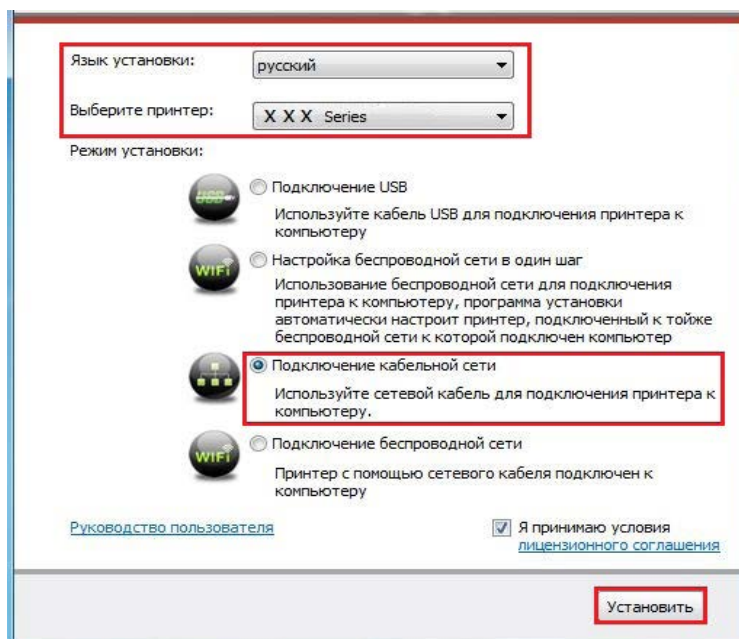 Язык установки:
русский
Выберите принтер:
X X X Series
Режим установки:
USB
Подключение USB
Используйте кабель USB для подключения принтера к
компьютеру
WiFi
Настройка беспроводной сети в один шаг
Использование беспроводной сети для подключения
принтера к компьютеру, программа установки
автоматически настроит принтер, подключенный к тойже
беспроводной сети к которой подключен компьютер
Подключение кабельной сети
Используйте сетевой кабель для подключения принтера к
компьютеру.
WiFi
Подключение беспроводной сети
Принтер с помощью сетевого кабеля подключен к
компьютеру
Руководство пользователя
Я принимаю условия
лицензионного соглашения
Установить